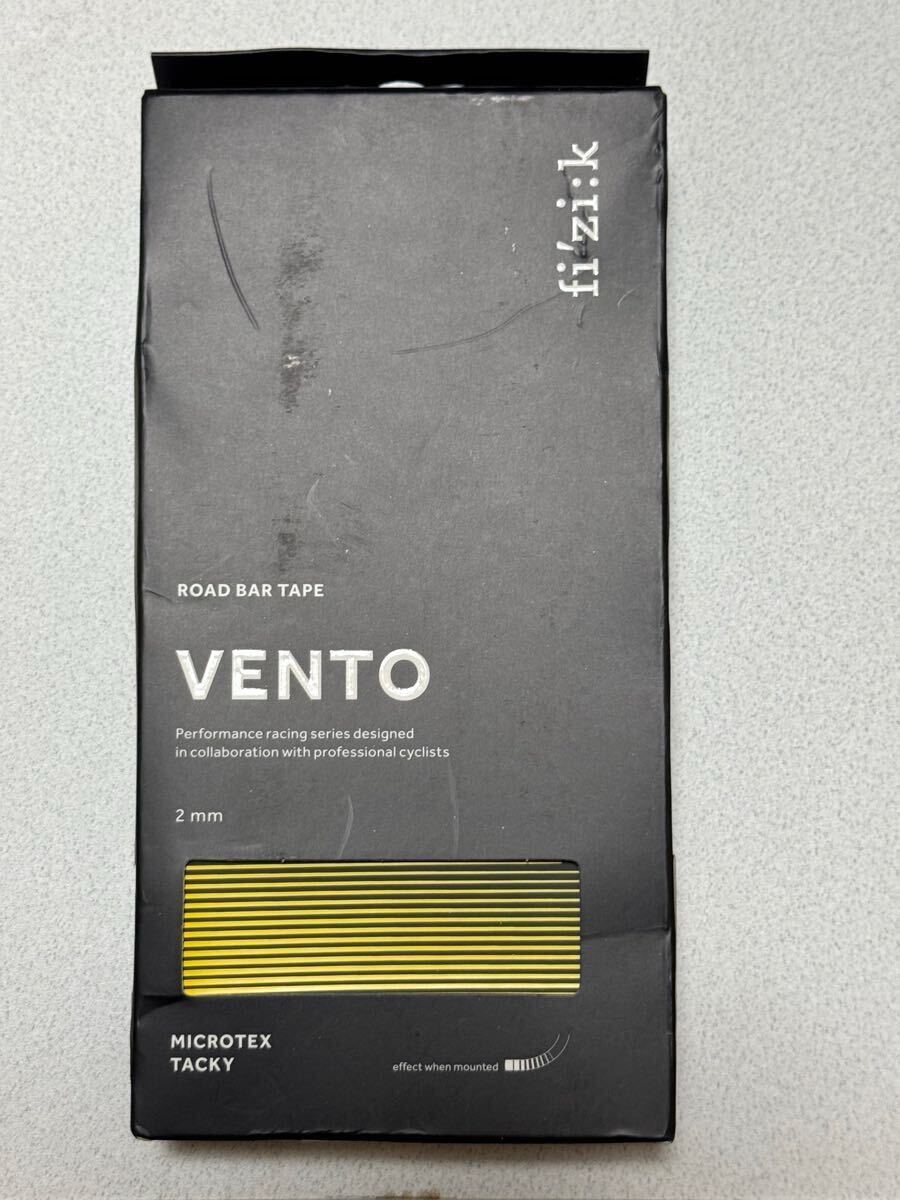 fi'zi:k
ROAD BAR TAPE
VENTO
Performance racing series designed
in collaboration with professional cyclists
2 mm
MICROTEX
TACKY
effect when mounted